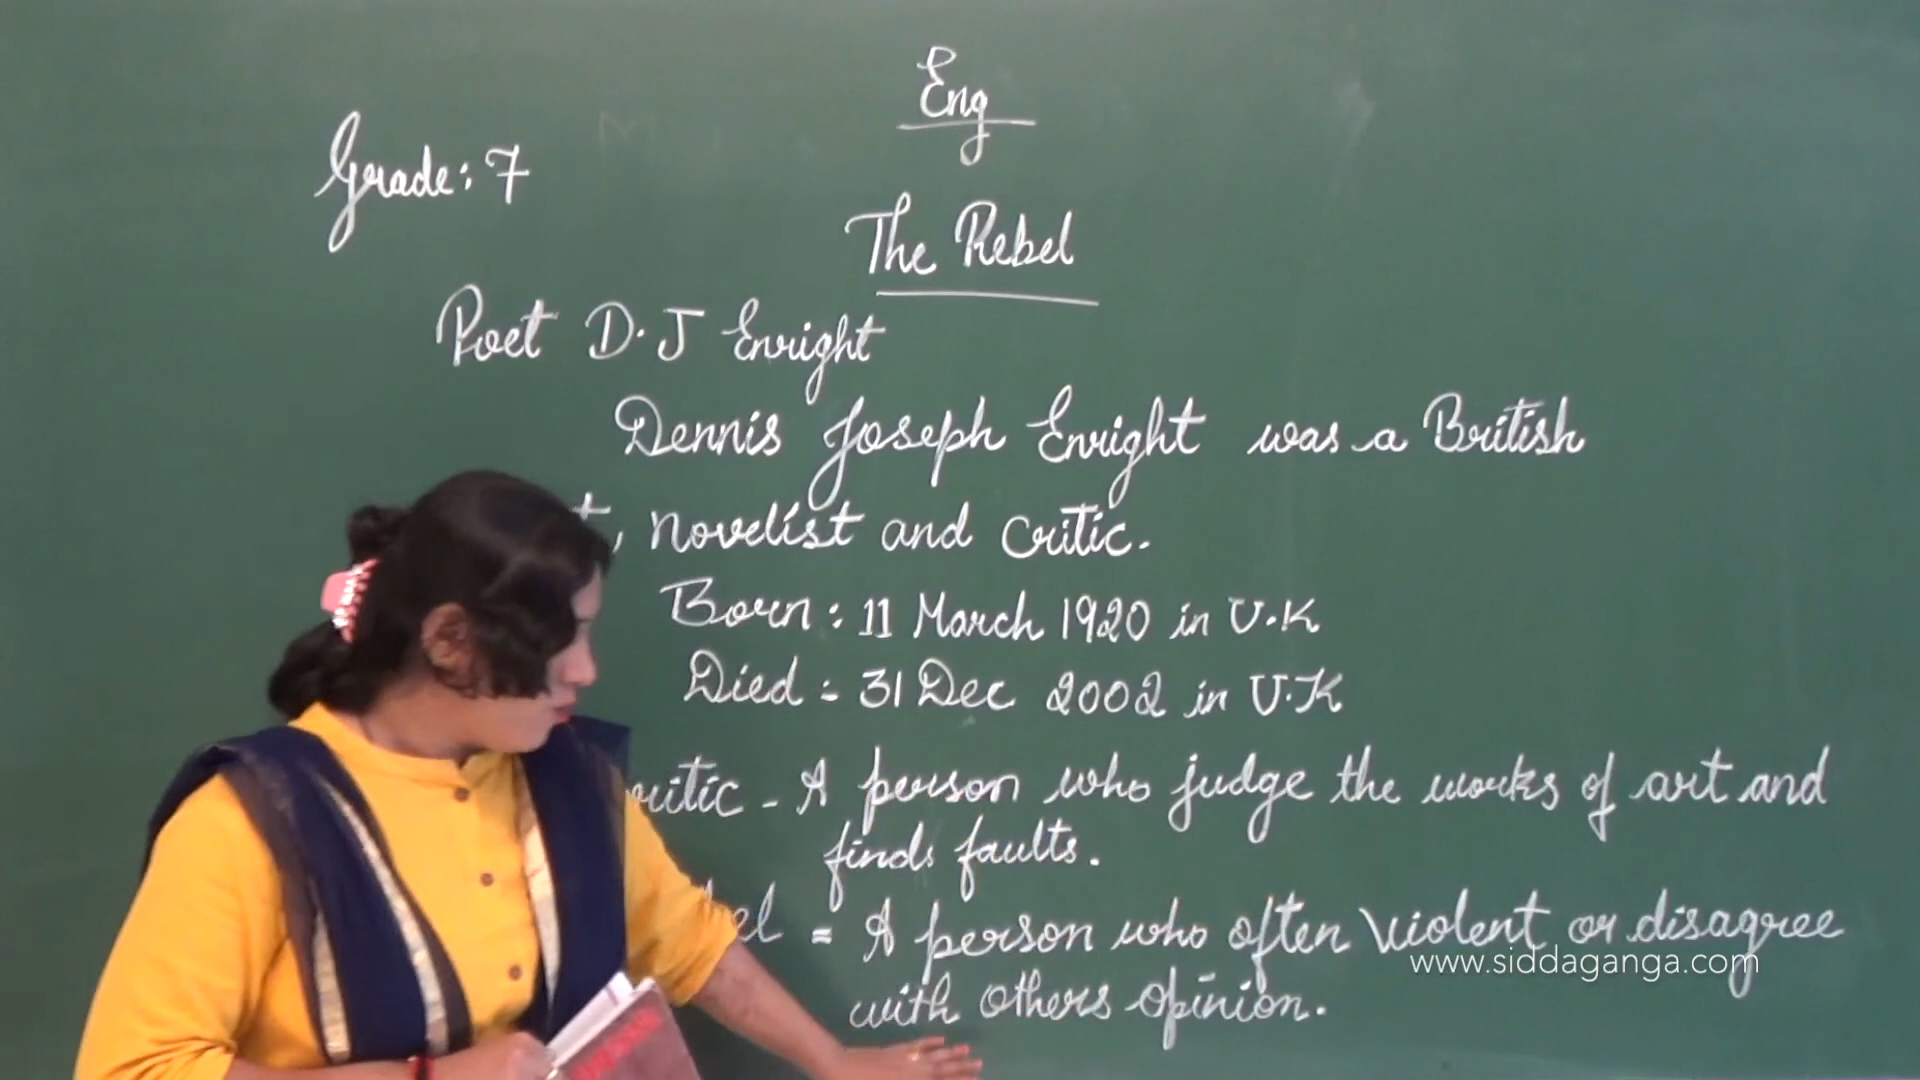 Eng
Grade: 7
The Rebel
Poet D.J Enright
Dennis Joseph Enright was a British
t, Novelist and Critic.
Born: 11 March 1920 in U.K
Died: 31 Dec 2002 in U.K
ritic - A person who judge the works of art and
finds faults.
bel = A person who often violent or disagree
www.siddaganga.com
with others opinion.